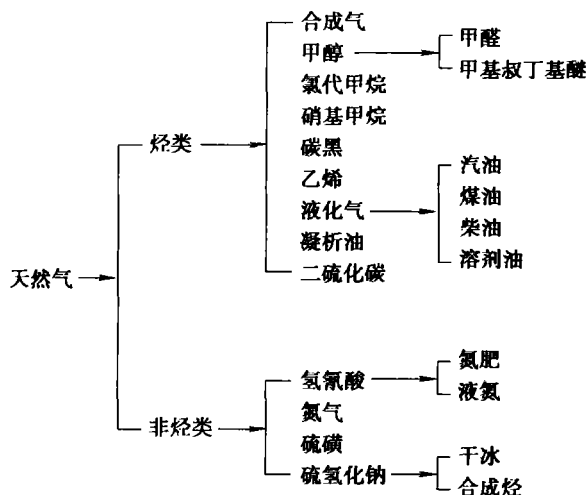 合成气
甲醇
甲醛
甲基叔丁基醚
氯代甲烷
硝基甲烷
烃类
碳黑
乙烯
汽油
煤油
液化气
柴油
凝析油
溶剂油
二硫化碳
天然气
氢氰酸
氮肥
液氮
氮气
非烃类
硫磺
硫氢化钠
干冰
合成烃